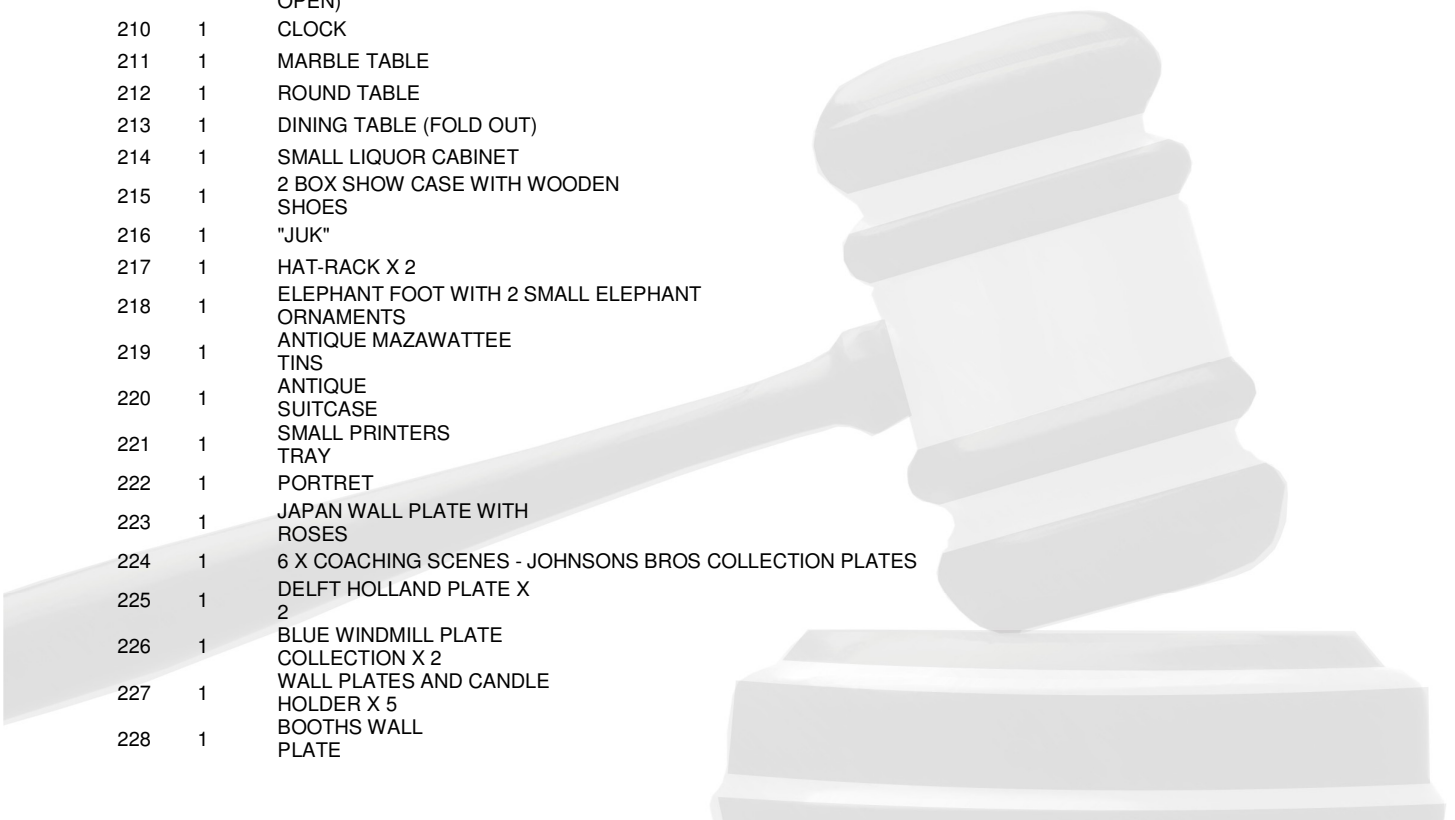 OPEN)
210 1 CLOCK
211 1 MARBLE TABLE
212 1 ROUND TABLE
213 1 DINING TABLE (FOLD OUT)
214 1 SMALL LIQUOR CABINET
215 1 2 BOX SHOW CASE WITH WOODEN
SHOES
216 1 "JUK"
217 1 HAT-RACK X 2
218 1 ELEPHANT FOOT WITH 2 SMALL ELEPHANT
ORNAMENTS
219 1 ANTIQUE MAZAWATTEE
TINS
220 1 ANTIQUE
SUITCASE
221 1 SMALL PRINTERS
TRAY
222 1 PORTRET
223 1 JAPAN WALL PLATE WITH
ROSES
224 1 6 X COACHING SCENES - JOHNSONS BROS COLLECTION PLATES
225 1 DELFT HOLLAND PLATE X
2
226 1 BLUE WINDMILL PLATE
COLLECTION X 2
227 1 WALL PLATES AND CANDLE
HOLDER X 5
228 1 BOOTHS WALL
PLATE